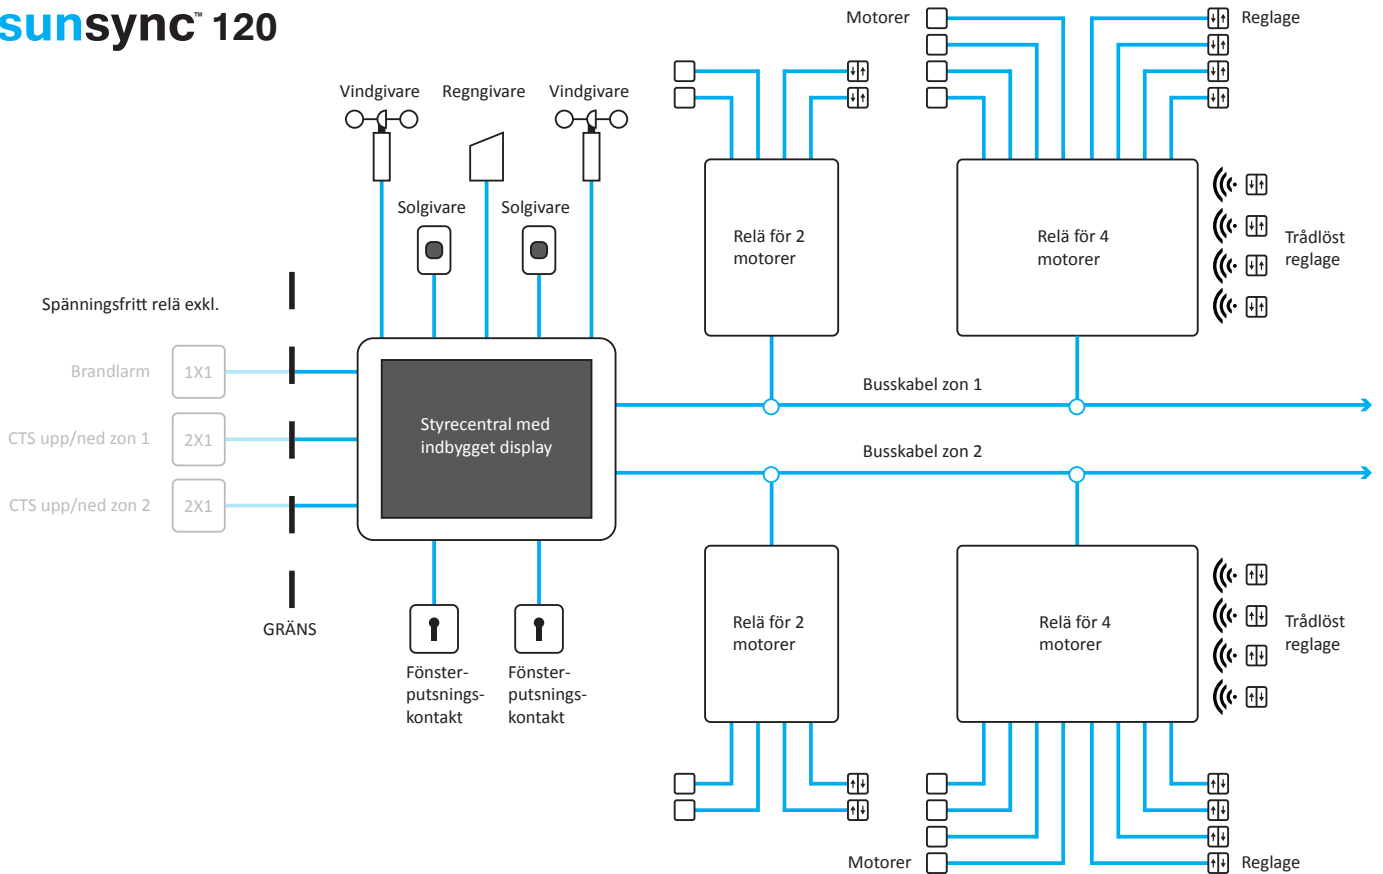 sunsync™ 120
Motorer
Reglage
Vindgivare
Regngivare
Vindgivare
Solgivare
Solgivare
Relä för 2
motorer
Relä för 4
motorer
Trådlöst
reglage
Spänningsfritt relä exkl.
Brandlarm
1X1
CTS upp/ned zon 1
2X1
CTS upp/ned zon 2
2X1
GRÄNS
Styrecentral med
indbygget display
Busskabel zon 1
Busskabel zon 2
Fönster-
putsnings-
kontakt
Fönster-
putsnings-
kontakt
Relä för 2
motorer
Relä för 4
motorer
Trådlöst
reglage
Motorer
Reglage